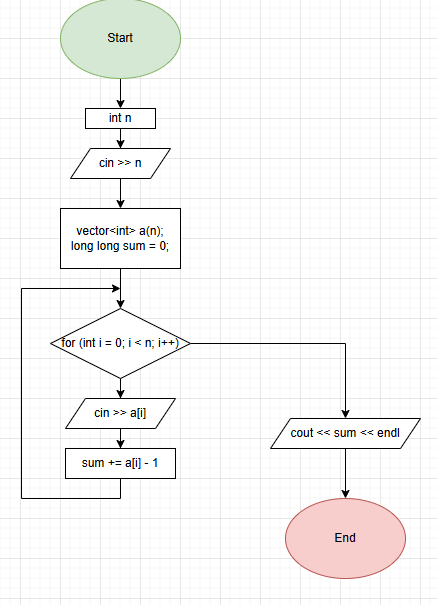 Start
int n
cin >> n
vector<int> a(n);
long long sum = 0;
for (int i = 0; i < n; i++)
cin >> a[i]
sum += a[i] - 1
cout << sum << endl
End